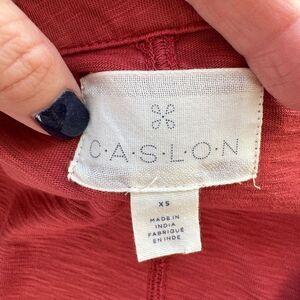 C·A·S·L·O·N
XS
MADE IN
INDIA
FABRIQUÉ
EN INDE